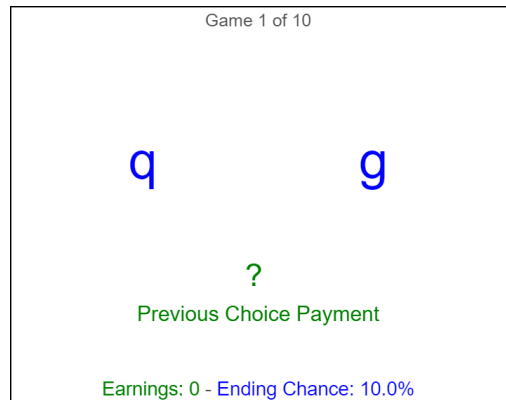 Game 1 of 10
q g
?
Previous Choice Payment
Earnings: 0 - Ending Chance: 10.0%